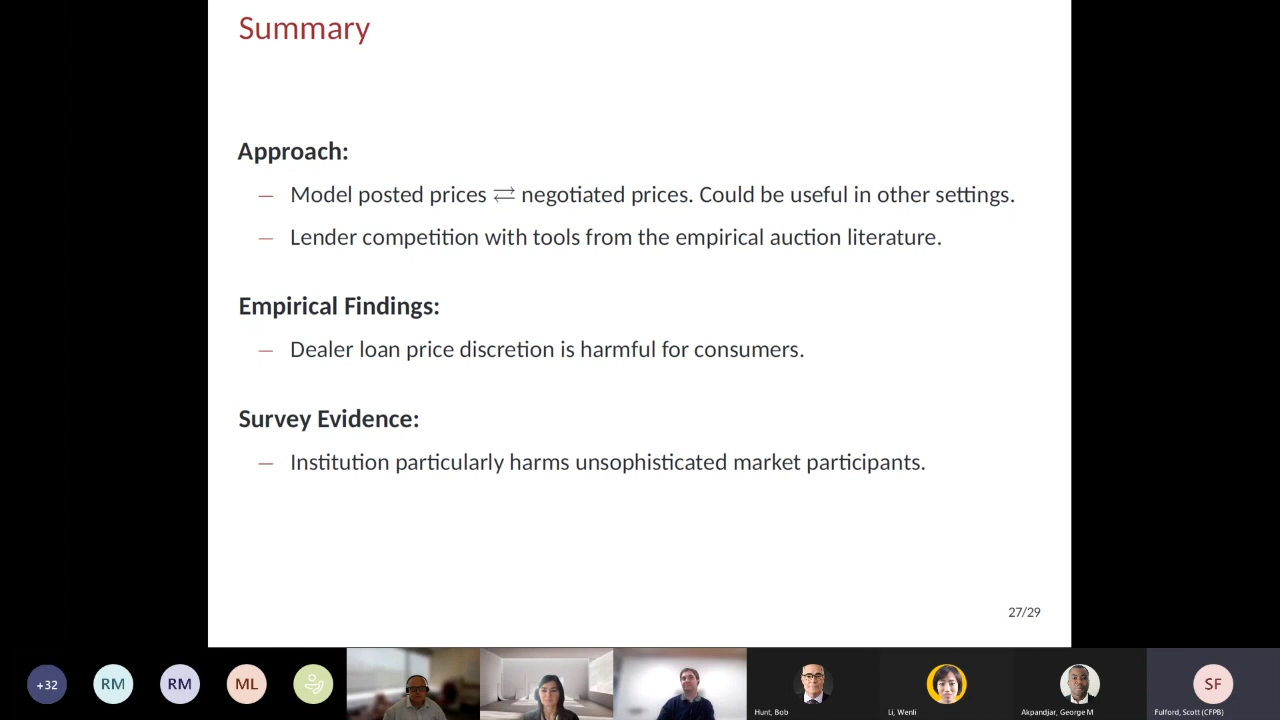 Summary
Approach:
– Model posted prices ⇄ negotiated prices. Could be useful in other settings.
– Lender competition with tools from the empirical auction literature.
Empirical Findings:
– Dealer loan price discretion is harmful for consumers.
Survey Evidence:
– Institution particularly harms unsophisticated market participants.
27/29
+32
RM
RM
ML
SF
Hunt, Bob
Li, Wenli
Akpandjar, George M
Fulford, Scott (CFPB)